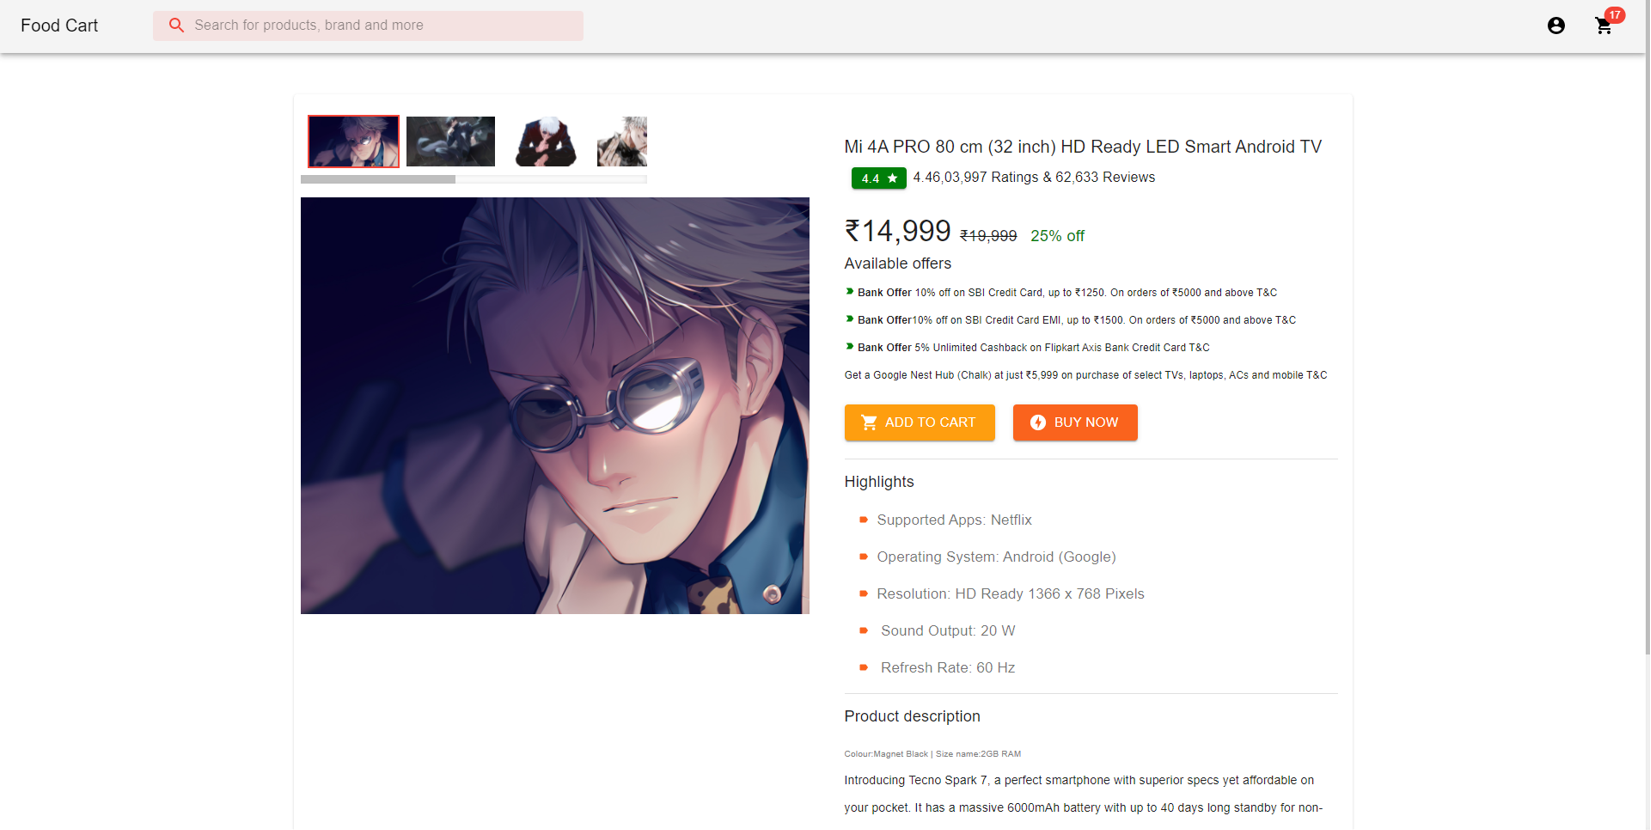 Food Cart
Search for products, brand and more
17
Mi 4A PRO 80 cm (32 inch) HD Ready LED Smart Android TV
4.4 ★ 4.46,03,997 Ratings & 62,633 Reviews
₹14,999 ₹19,999 25% off
Available offers
Bank Offer 10% off on SBI Credit Card, up to ₹1250. On orders of ₹5000 and above T&C
Bank Offer10% off on SBI Credit Card EMI, up to ₹1500. On orders of ₹5000 and above T&C
Bank Offer 5% Unlimited Cashback on Flipkart Axis Bank Credit Card T&C
Get a Google Nest Hub (Chalk) at just ₹5,999 on purchase of select TVs, laptops, ACs and mobile T&C
ADD TO CART
BUY NOW
Highlights
Supported Apps: Netflix
Operating System: Android (Google)
Resolution: HD Ready 1366 x 768 Pixels
Sound Output: 20 W
Refresh Rate: 60 Hz
Product description
Colour:Magnet Black | Size name:2GB RAM
Introducing Tecno Spark 7, a perfect smartphone with superior specs yet affordable on
your pocket. It has a massive 6000mAh battery with up to 40 days long standby for non-